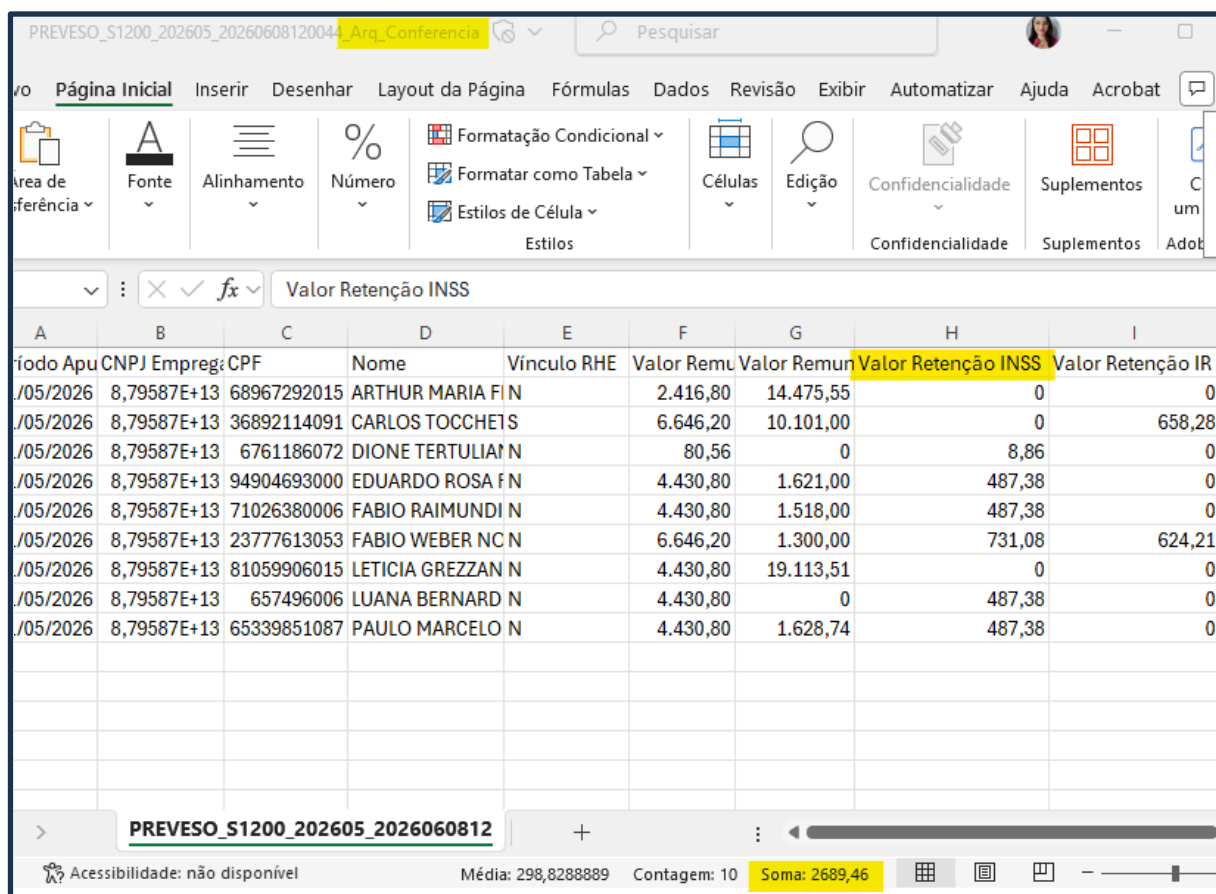 PREVESO_S1200_202605_20260608120044_Arq_Conferencia Pesquisar
vo Página Inicial Inserir Desenhar Layout da Página Fórmulas Dados Revisão Exibir Automatizar Ajuda Acrobat
Área de
sferência
Fonte
Alinhamento
Número
Formatação Condicional
Formatar como Tabela
Estilos de Célula
Estilos
Células
Edição
Confidencialidade
Confidencialidade
Suplementos
Suplementos
C
um
Adob
fx Valor Retenção INSS
A B C D E F G H I
ríodo Apu CNPJ Emprega CPF Nome Vínculo RHE Valor Remu Valor Remun Valor Retenção INSS Valor Retenção IR
/05/2026 8,79587E+13 68967292015 ARTHUR MARIA F N 2.416,80 14.475,55 0 0
/05/2026 8,79587E+13 36892114091 CARLOS TOCCHET S 6.646,20 10.101,00 0 658,28
/05/2026 8,79587E+13 6761186072 DIONE TERTULIA N 80,56 0 8,86 0
/05/2026 8,79587E+13 94904693000 EDUARDO ROSA F N 4.430,80 1.621,00 487,38 0
/05/2026 8,79587E+13 71026380006 FABIO RAIMUNDI N 4.430,80 1.518,00 487,38 0
/05/2026 8,79587E+13 23777613053 FABIO WEBER NO N 6.646,20 1.300,00 731,08 624,21
/05/2026 8,79587E+13 81059906015 LETICIA GREZZAN N 4.430,80 19.113,51 0 0
/05/2026 8,79587E+13 657496006 LUANA BERNARD N 4.430,80 0 487,38 0
/05/2026 8,79587E+13 65339851087 PAULO MARCELO N 4.430,80 1.628,74 487,38 0
PREVESO_S1200_202605_2026060812
Acessibilidade: não disponível Média: 298,8288889 Contagem: 10 Soma: 2689,46